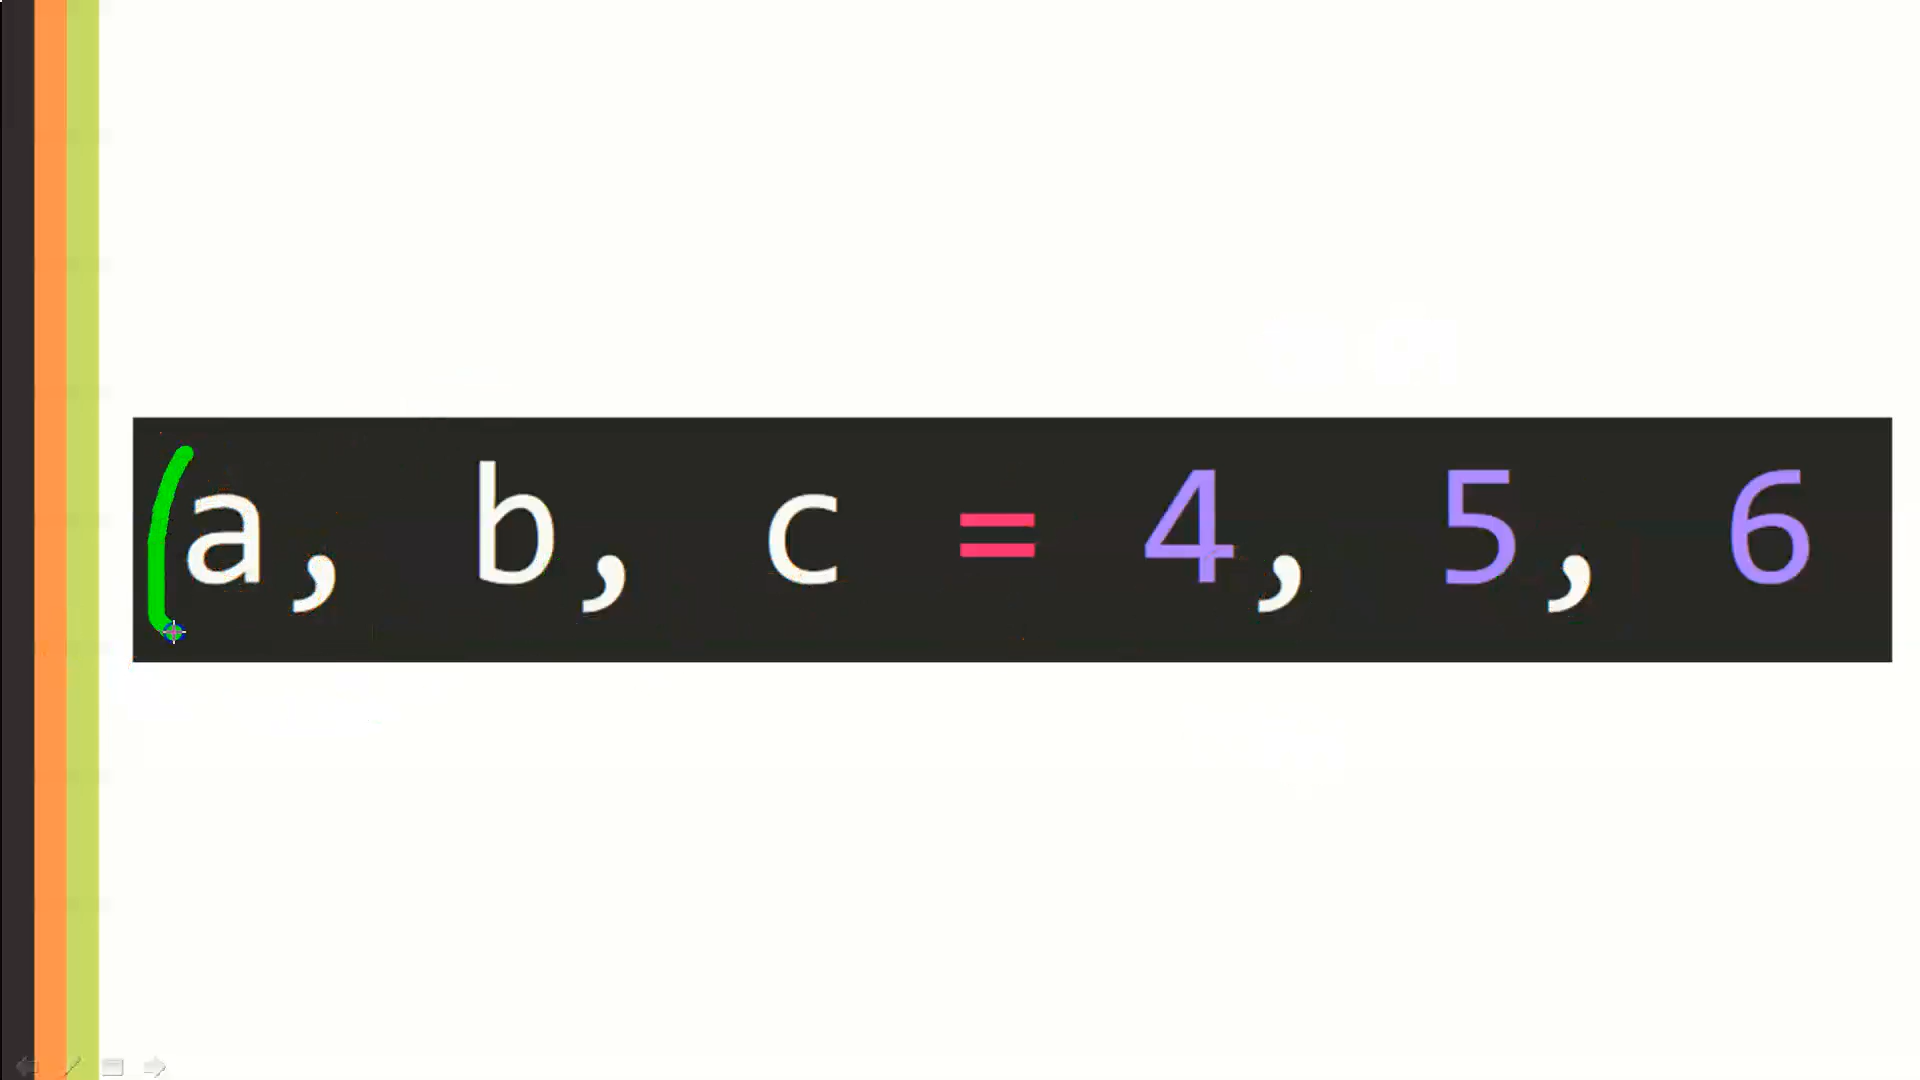 (a, b, c = 4, 5, 6